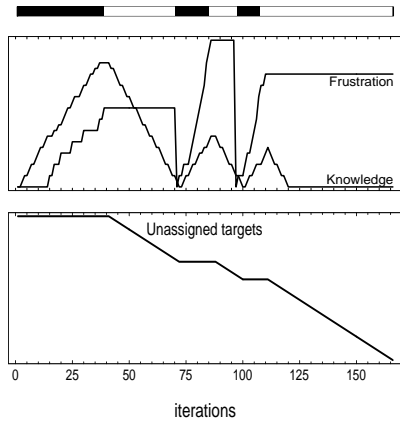 Frustration
Knowledge
Unassigned targets
0 25 50 75 100 125 150
iterations